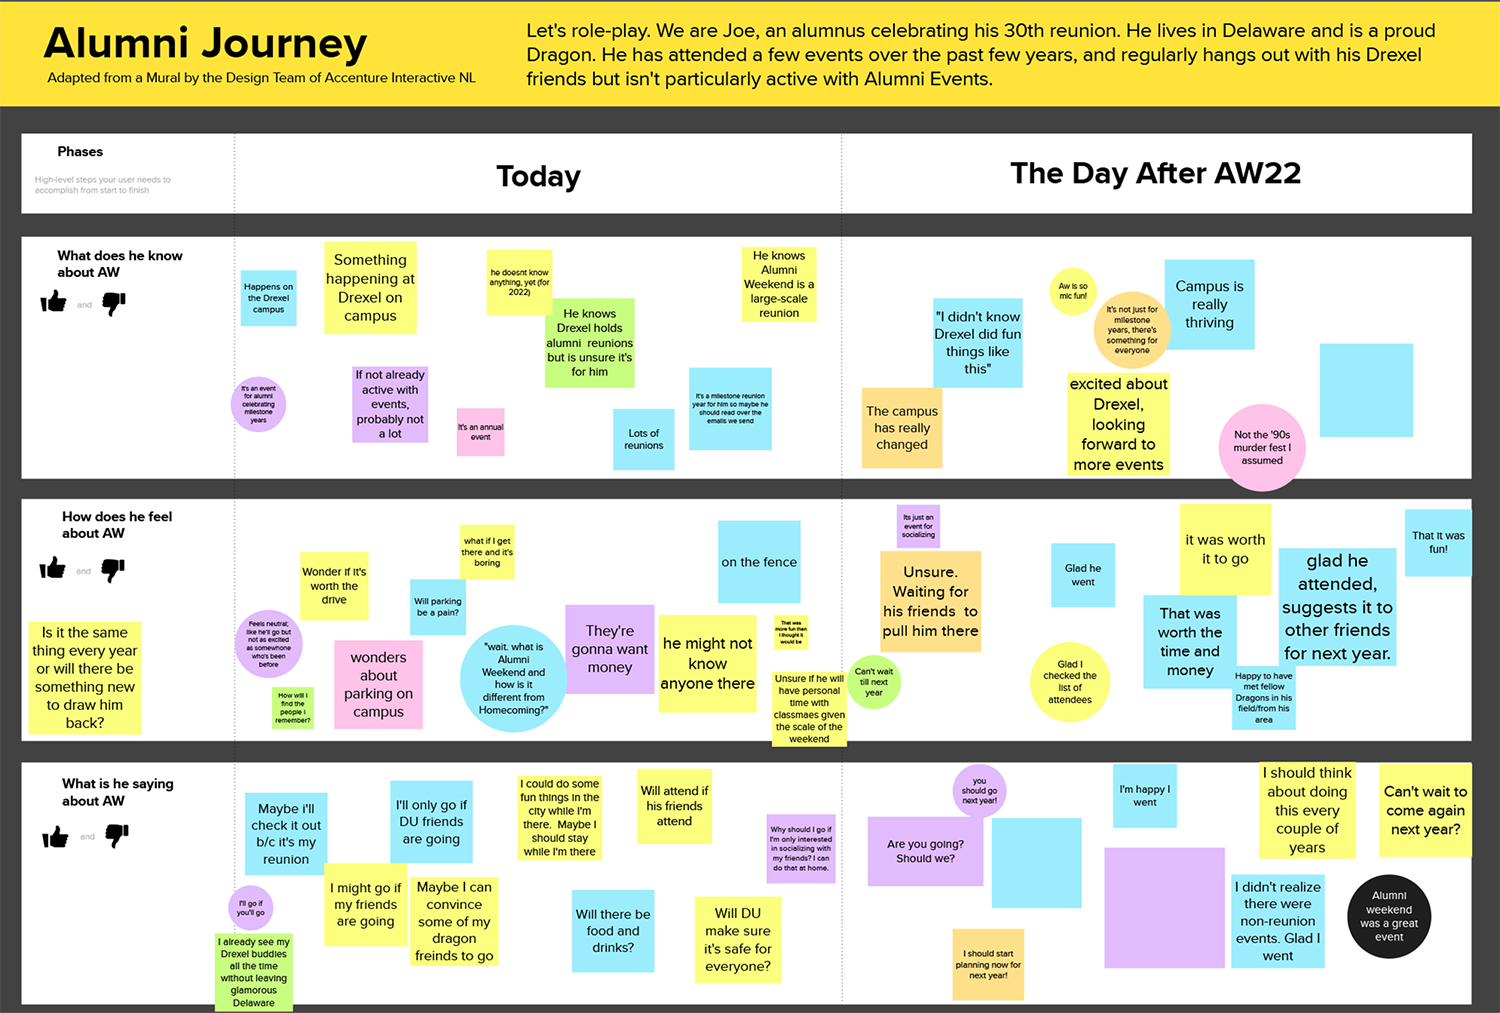 Alumni Journey
Adapted from a Mural by the Design Team of Accenture Interactive NL
Let's role-play. We are Joe, an alumnus celebrating his 30th reunion. He lives in Delaware and is a proud
Dragon. He has attended a few events over the past few years, and regularly hangs out with his Drexel
friends but isn't particularly active with Alumni Events.
Phases
High-level steps your user needs to
accomplish from start to finish
Today
The Day After AW22
What does he know
about AW
and
Happens on
the Drexel
campus
Something
happening at
Drexel on
campus
he doesnt know
anything, yet (for
2022)
He knows
Drexel holds
alumni reunions
but is unsure it's
for him
He knows
Alumni
Weekend is a
large-scale
reunion
It's an event
for alumni
celebrating
milestone
years
If not already
active with
events,
probably not
a lot
It's an annual
event
Lots of
reunions
It's a milestone reunion
year for him so maybe he
should read over the
emails we send
"I didn't know
Drexel did fun
things like
this"
Aw is so
mic fun!
It's not just for
milestone
years, there's
something for
everyone
Campus is
really
thriving
The campus
has really
changed
excited about
Drexel,
looking
forward to
more events
Not the '90s
murder fest I
assumed
How does he feel
about AW
and
Is it the same
thing every year
or will there be
something new
to draw him
back?
Wonder if it's
worth the
drive
what if I get
there and it's
boring
Will parking
be a pain?
on the fence
Feels neutral;
like he'll go but
not as excited
as somewhone
who's been
before
How will I
find the
people I
remember?
wonders
about
parking on
campus
"wait. what is
Alumni
Weekend and
how is it
different from
Homecoming?"
They're
gonna want
money
he might not
know
anyone there
That was
more fun than
I thought it
would be
Unsure if he will
have personal
time with
classmaes given
the scale of the
weekend
Its just an
event for
socializing
Unsure.
Waiting for
his friends to
pull him there
Can't wait
till next
year
Glad he
went
Glad I
checked the
list of
attendees
it was worth
it to go
That was
worth the
time and
money
glad he
attended,
suggests it to
other friends
for next year.
Happy to have
met fellow
Dragons in his
field/from his
area
That it was
fun!
What is he saying
about AW
and
Maybe i'll
check it out
b/c it's my
reunion
I'll only go if
DU friends
are going
I could do some
fun things in the
city while I'm
there. Maybe I
should stay
while I'm there
Will attend if
his friends
attend
Why should I go if
I'm only interested
in socializing with
my friends? I can
do that at home.
I'll go if
you'll go
I already see my
Drexel buddies
all the time
without leaving
glamorous
Delaware
I might go if
my friends
are going
Maybe I can
convince
some of my
dragon
freinds to go
Will there be
food and
drinks?
Will DU
make sure
it's safe for
everyone?
you
should go
next year!
Are you going?
Should we?
I should start
planning now for
next year!
I'm happy I
went
I should think
about doing
this every
couple of
years
Can't wait to
come again
next year?
I didn't realize
there were
non-reunion
events. Glad I
went
Alumni
weekend
was a great
event